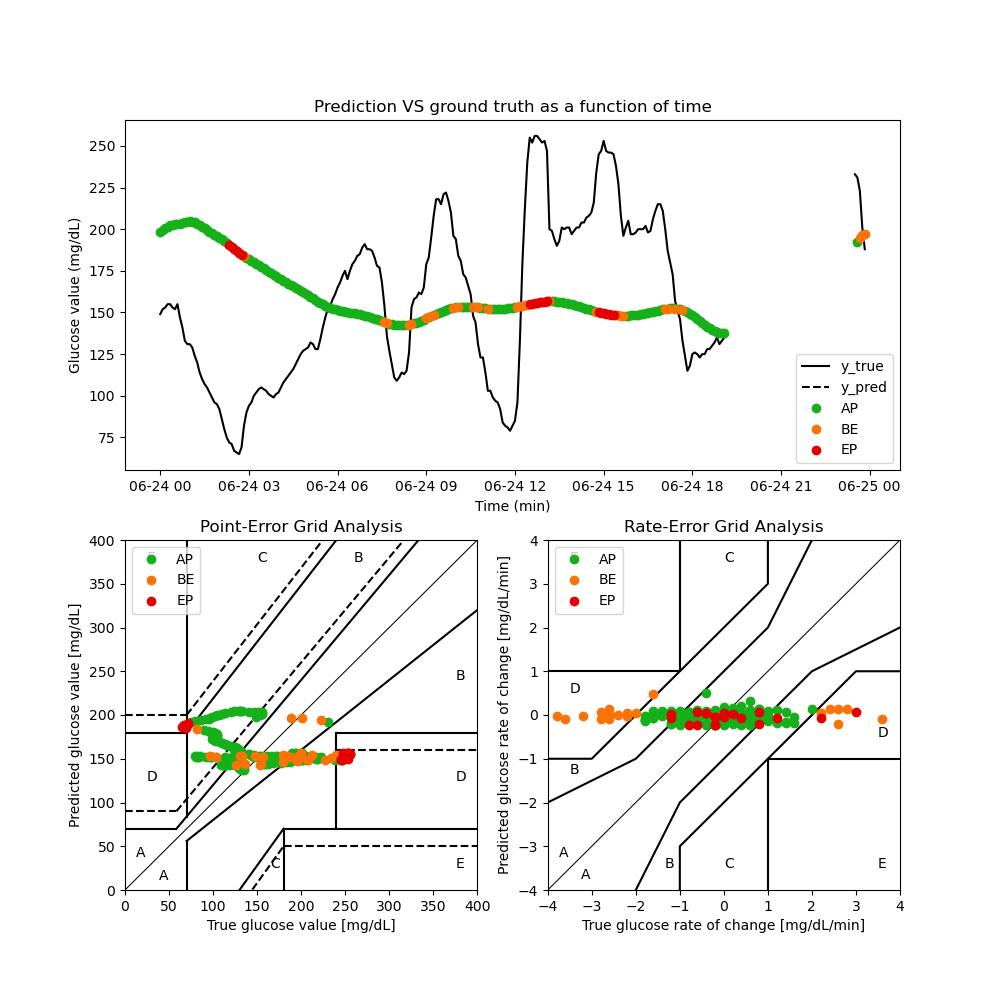 Prediction VS ground truth as a function of time
Glucose value (mg/dL)
250
225
200
175
150
125
100
75
y_true
y_pred
AP
BE
EP
06-24 00 06-24 03 06-24 06 06-24 09 06-24 12 06-24 15 06-24 18 06-24 21 06-25 00
Time (min)
Point-Error Grid Analysis
Predicted glucose value [mg/dL]
400
350
300
250
200
150
100
50
0
AP
BE
EP
C
B
B
D
D
A
A
C
E
0 50 100 150 200 250 300 350 400
True glucose value [mg/dL]
Rate-Error Grid Analysis
Predicted glucose rate of change [mg/dL/min]
4
3
2
1
0
−1
−2
−3
−4
AP
BE
EP
C
D
D
B
A
A
B
C
E
−4 −3 −2 −1 0 1 2 3 4
True glucose rate of change [mg/dL/min]